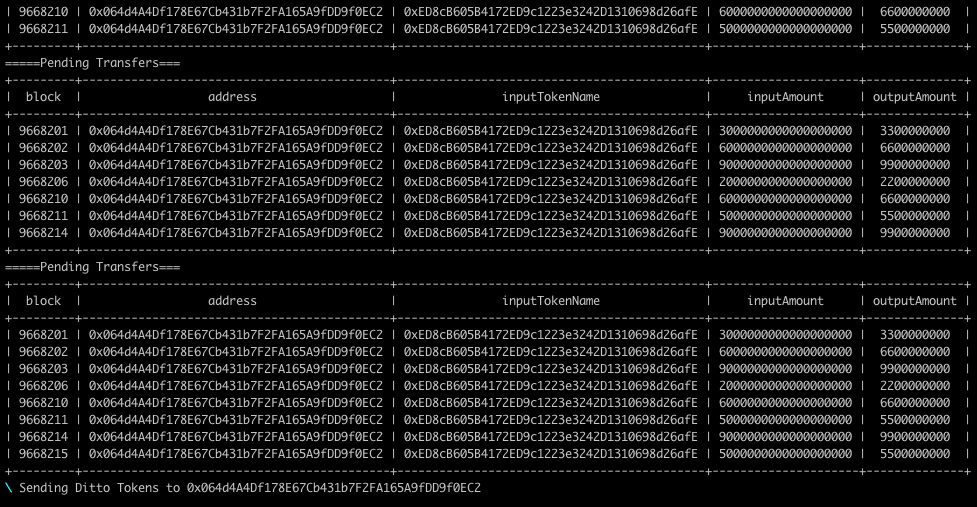 | 9668210 | 0x064d4A4Df178E67Cb431b7F2FA165A9fDD9f0EC2 | 0xED8cB605B4172ED9c1223e3242D1310698d26afE | 6000000000000000000 | 6600000000 |
| 9668211 | 0x064d4A4Df178E67Cb431b7F2FA165A9fDD9f0EC2 | 0xED8cB605B4172ED9c1223e3242D1310698d26afE | 5000000000000000000 | 5500000000 |
=====Pending Transfers===
| block | address | inputTokenName | inputAmount | outputAmount |
| 9668201 | 0x064d4A4Df178E67Cb431b7F2FA165A9fDD9f0EC2 | 0xED8cB605B4172ED9c1223e3242D1310698d26afE | 3000000000000000000 | 3300000000 |
| 9668202 | 0x064d4A4Df178E67Cb431b7F2FA165A9fDD9f0EC2 | 0xED8cB605B4172ED9c1223e3242D1310698d26afE | 6000000000000000000 | 6600000000 |
| 9668203 | 0x064d4A4Df178E67Cb431b7F2FA165A9fDD9f0EC2 | 0xED8cB605B4172ED9c1223e3242D1310698d26afE | 9000000000000000000 | 9900000000 |
| 9668206 | 0x064d4A4Df178E67Cb431b7F2FA165A9fDD9f0EC2 | 0xED8cB605B4172ED9c1223e3242D1310698d26afE | 2000000000000000000 | 2200000000 |
| 9668210 | 0x064d4A4Df178E67Cb431b7F2FA165A9fDD9f0EC2 | 0xED8cB605B4172ED9c1223e3242D1310698d26afE | 6000000000000000000 | 6600000000 |
| 9668211 | 0x064d4A4Df178E67Cb431b7F2FA165A9fDD9f0EC2 | 0xED8cB605B4172ED9c1223e3242D1310698d26afE | 5000000000000000000 | 5500000000 |
| 9668214 | 0x064d4A4Df178E67Cb431b7F2FA165A9fDD9f0EC2 | 0xED8cB605B4172ED9c1223e3242D1310698d26afE | 9000000000000000000 | 9900000000 |
=====Pending Transfers===
| block | address | inputTokenName | inputAmount | outputAmount |
| 9668201 | 0x064d4A4Df178E67Cb431b7F2FA165A9fDD9f0EC2 | 0xED8cB605B4172ED9c1223e3242D1310698d26afE | 3000000000000000000 | 3300000000 |
| 9668202 | 0x064d4A4Df178E67Cb431b7F2FA165A9fDD9f0EC2 | 0xED8cB605B4172ED9c1223e3242D1310698d26afE | 6000000000000000000 | 6600000000 |
| 9668203 | 0x064d4A4Df178E67Cb431b7F2FA165A9fDD9f0EC2 | 0xED8cB605B4172ED9c1223e3242D1310698d26afE | 9000000000000000000 | 9900000000 |
| 9668206 | 0x064d4A4Df178E67Cb431b7F2FA165A9fDD9f0EC2 | 0xED8cB605B4172ED9c1223e3242D1310698d26afE | 2000000000000000000 | 2200000000 |
| 9668210 | 0x064d4A4Df178E67Cb431b7F2FA165A9fDD9f0EC2 | 0xED8cB605B4172ED9c1223e3242D1310698d26afE | 6000000000000000000 | 6600000000 |
| 9668211 | 0x064d4A4Df178E67Cb431b7F2FA165A9fDD9f0EC2 | 0xED8cB605B4172ED9c1223e3242D1310698d26afE | 5000000000000000000 | 5500000000 |
| 9668214 | 0x064d4A4Df178E67Cb431b7F2FA165A9fDD9f0EC2 | 0xED8cB605B4172ED9c1223e3242D1310698d26afE | 9000000000000000000 | 9900000000 |
| 9668215 | 0x064d4A4Df178E67Cb431b7F2FA165A9fDD9f0EC2 | 0xED8cB605B4172ED9c1223e3242D1310698d26afE | 5000000000000000000 | 5500000000 |
\ Sending Ditto Tokens to 0x064d4A4Df178E67Cb431b7F2FA165A9fDD9f0EC2